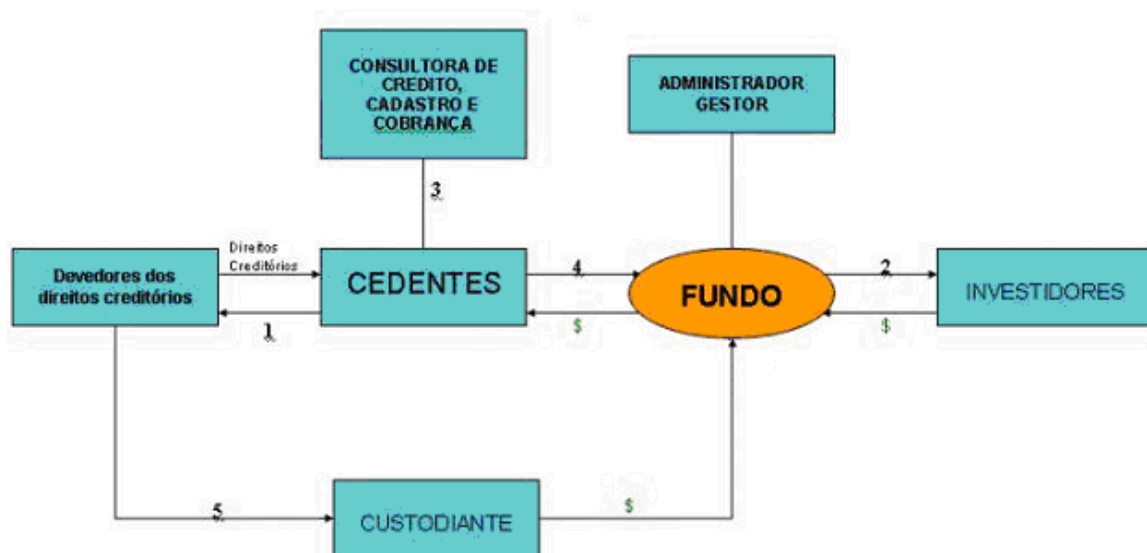 CONSULTORA DE
CREDITO,
CADASTRO E
COBRANÇA
ADMINISTRADOR
GESTOR
3
Direitos
Creditórios
Devedores dos
direitos creditórios
CEDENTES
4
FUNDO
2
INVESTIDORES
1
$
$
5
CUSTODIANTE
$